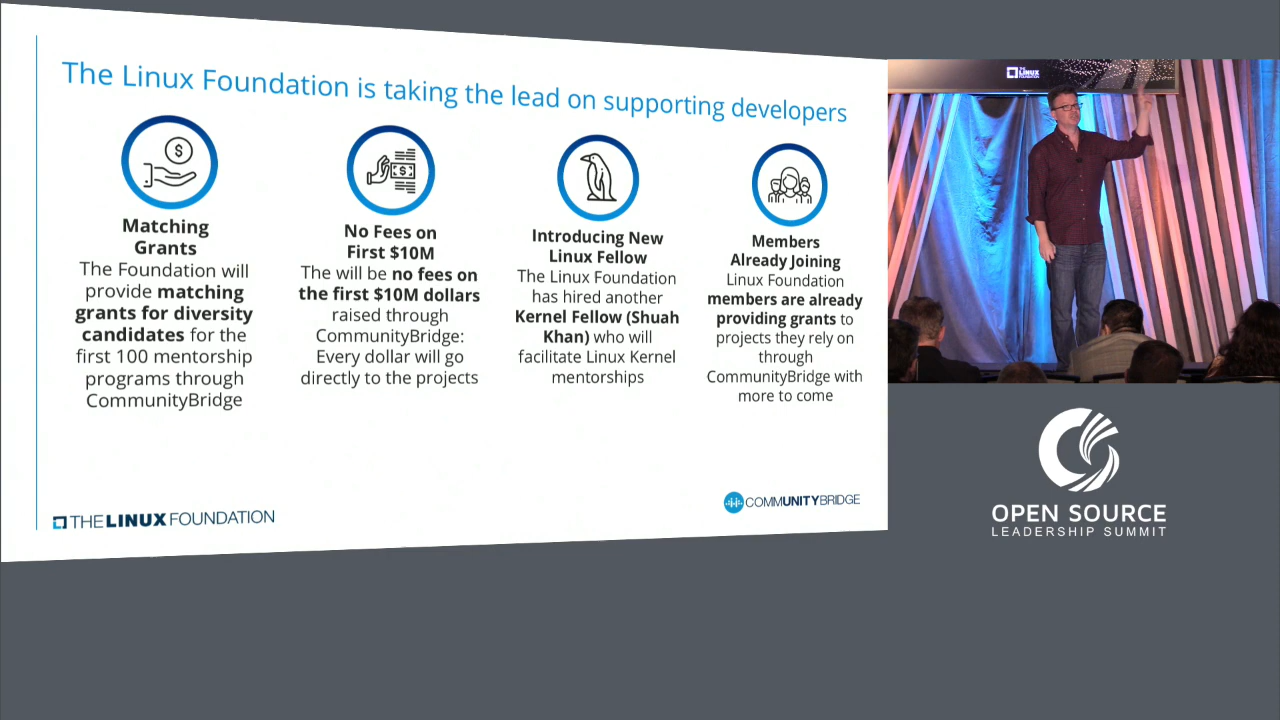 The Linux Foundation is taking the lead on supporting developers
Matching
Grants
The Foundation will
provide matching
grants for diversity
candidates for the
first 100 mentorship
programs through
CommunityBridge
No Fees on
First $10M
The will be no fees on
the first $10M dollars
raised through
CommunityBridge:
Every dollar will go
directly to the projects
Introducing New
Linux Fellow
The Linux Foundation
has hired another
Kernel Fellow (Shuah
Khan) who will
facilitate Linux Kernel
mentorships
Members
Already Joining
Linux Foundation
members are already
providing grants to
projects they rely on
through
CommunityBridge with
more to come
THE LINUX FOUNDATION
COMMUNITYBRIDGE
THE
LINUX
FOUNDATION
OPEN SOURCE
LEADERSHIP SUMMIT